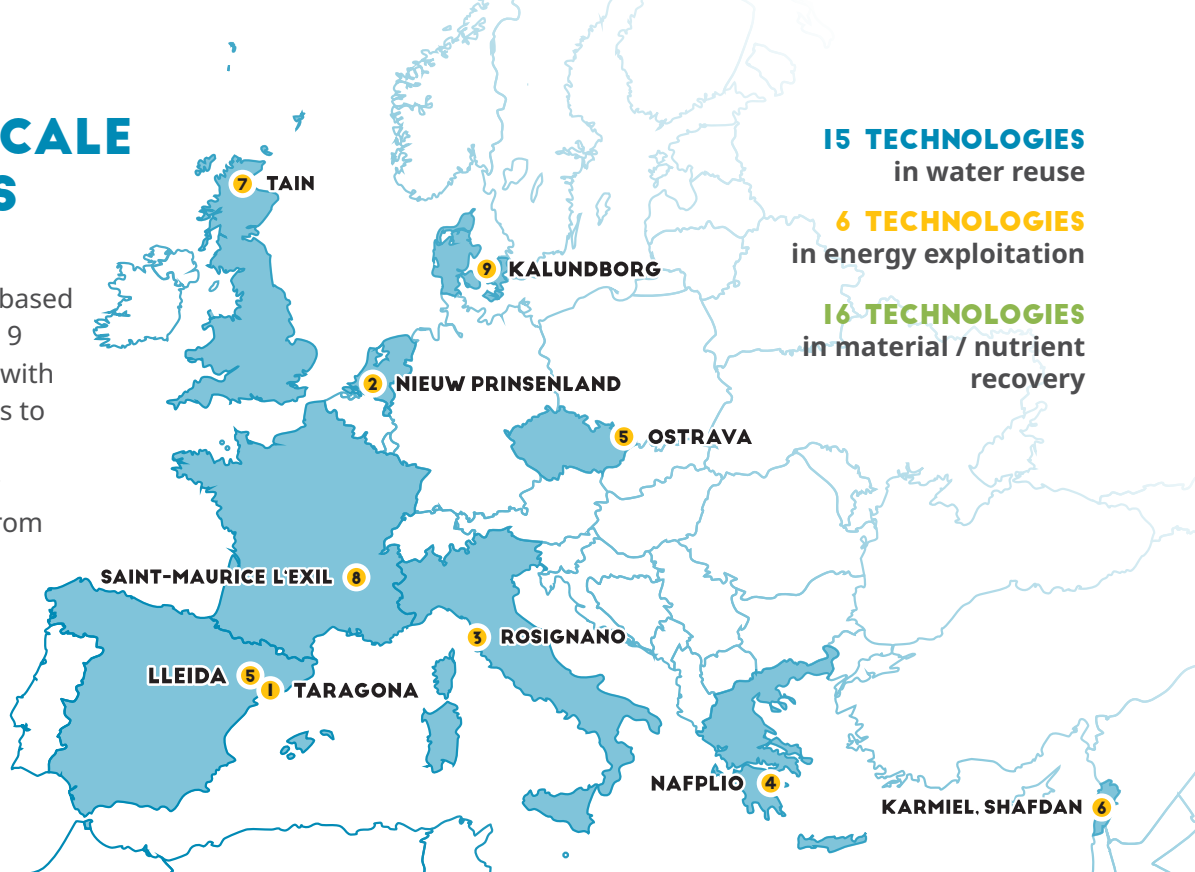 CALE
S
based
9
with
s to
rom
15 TECHNOLOGIES
in water reuse
6 TECHNOLOGIES
in energy exploitation
16 TECHNOLOGIES
in material / nutrient
recovery
7 TAIN
9 KALUNDBORG
2 NIEUW PRINSENLAND
5 OSTRAVA
SAINT-MAURICE L'EXIL 8
3 ROSIGNANO
LLEIDA 5
1 TARAGONA
NAFPLIO 4
KARMIEL, SHAFDAN 6